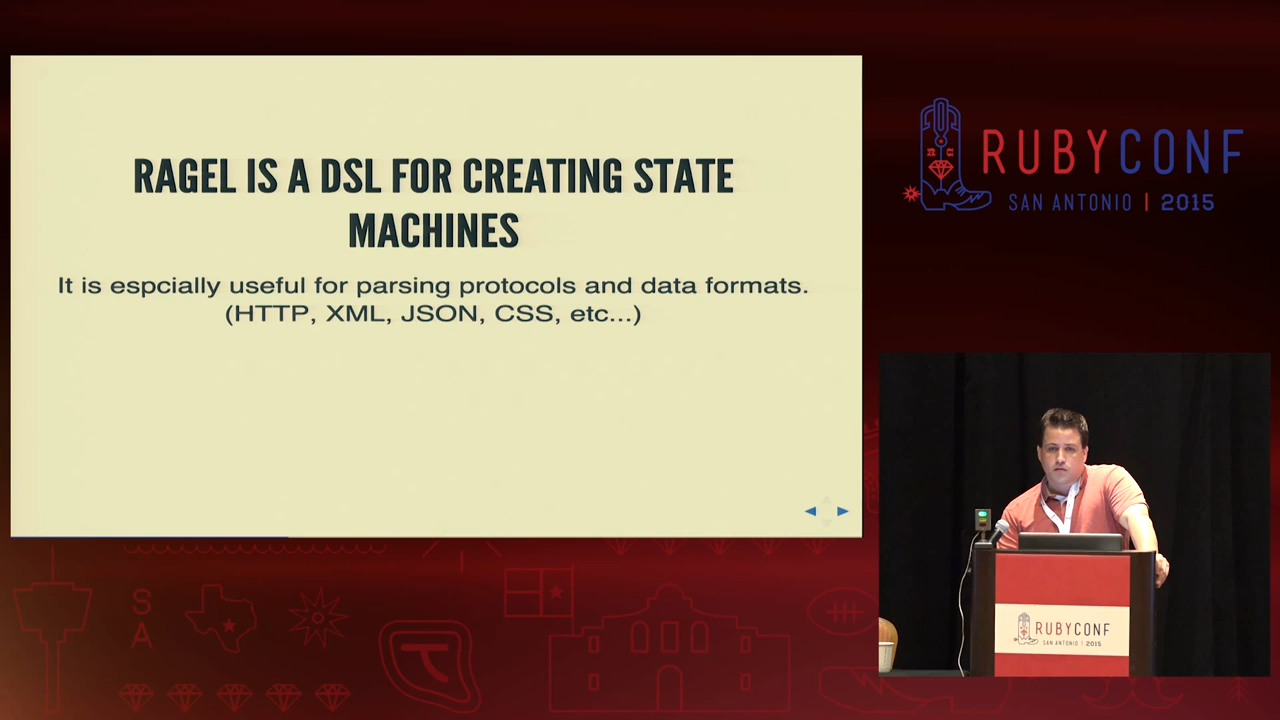 RAGEL IS A DSL FOR CREATING STATE
MACHINES
It is espcially useful for parsing protocols and data formats.
(HTTP, XML, JSON, CSS, etc...)
RUBYCONF
SAN ANTONIO | 2015
RUBYCONF
SAN ANTONIO | 2015
S
A